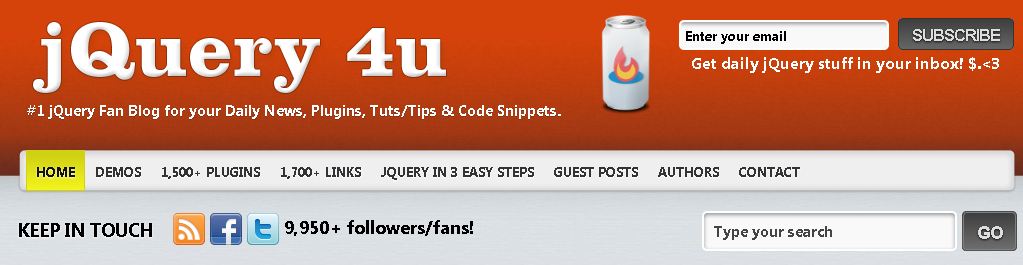 jQuery 4u
#1 jQuery Fan Blog for your Daily News, Plugins, Tuts/Tips & Code Snippets.
Enter your email
SUBSCRIBE
Get daily jQuery stuff in your inbox! $.<3
HOME DEMOS 1,500+ PLUGINS 1,700+ LINKS JQUERY IN 3 EASY STEPS GUEST POSTS AUTHORS CONTACT
KEEP IN TOUCH f t 9,950+ followers/fans!
Type your search
GO